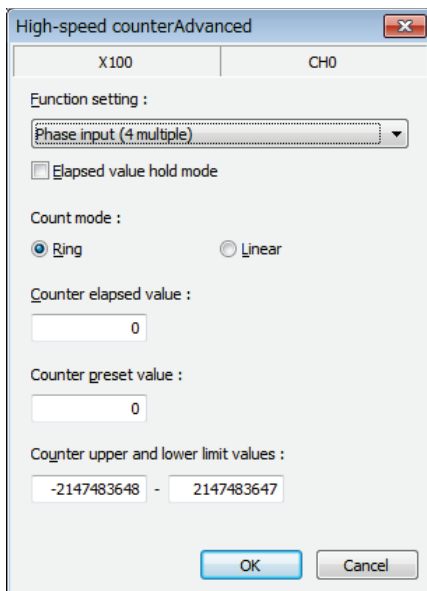 High-speed counterAdvanced
X100 CH0
Function setting :
Phase input (4 multiple)
Elapsed value hold mode
Count mode :
Ring Linear
Counter elapsed value :
0
Counter preset value :
0
Counter upper and lower limit values :
-2147483648 - 2147483647
OK Cancel